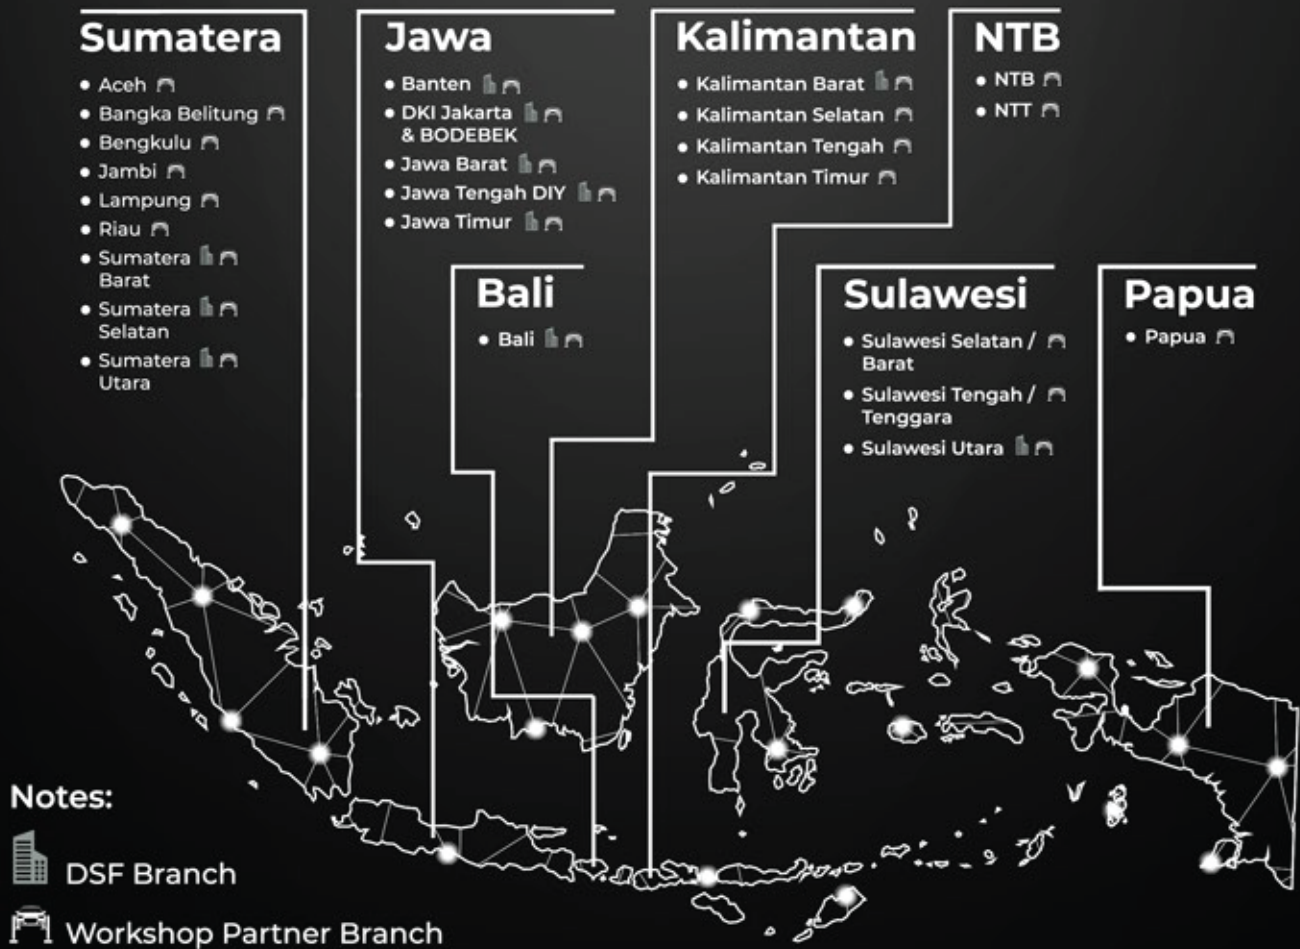 Sumatera
Aceh
Bangka Belitung
Bengkulu
Jambi
Lampung
Riau
Sumatera
Barat
Sumatera
Selatan
Sumatera
Utara
Jawa
Banten
DKI Jakarta
& BODEBEK
Jawa Barat
Jawa Tengah DIY
Jawa Timur
Kalimantan
Kalimantan Barat
Kalimantan Selatan
Kalimantan Tengah
Kalimantan Timur
NTB
NTB
NTT
Bali
Bali
Sulawesi
Sulawesi Selatan /
Barat
Sulawesi Tengah /
Tenggara
Sulawesi Utara
Papua
Papua
Notes:
DSF Branch
Workshop Partner Branch